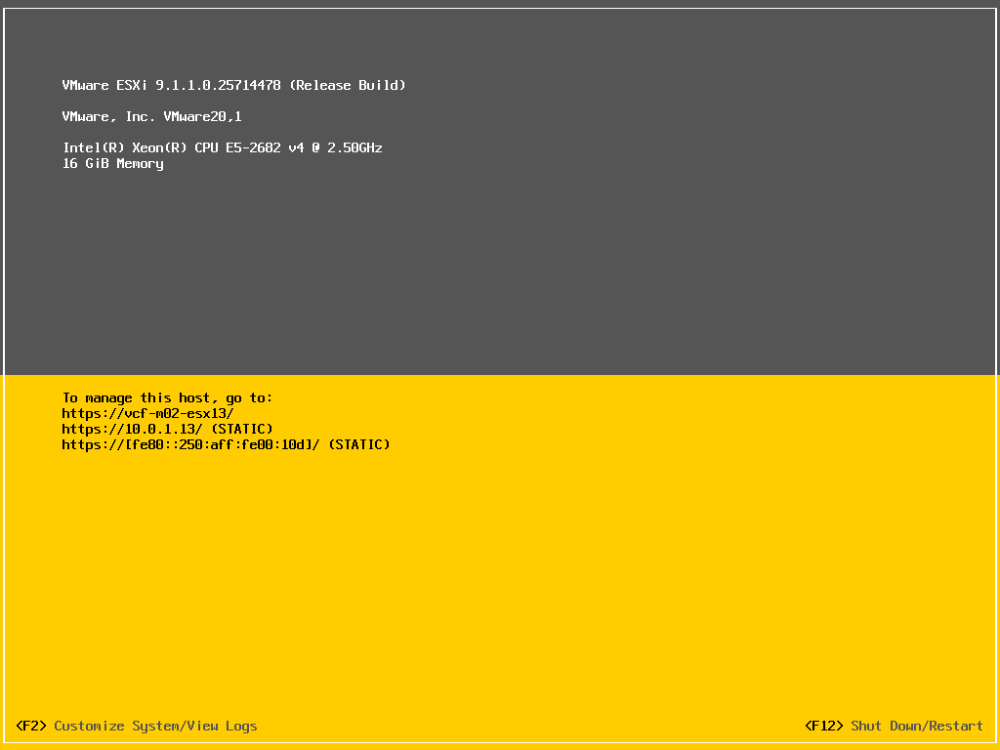 VMware ESXi 9.1.1.0.25714478 (Release Build)
VMware, Inc. VMware20,1
Intel(R) Xeon(R) CPU E5-2682 v4 @ 2.50GHz
16 GiB Memory
To manage this host, go to:
https://vcf-m02-esx13/
https://10.0.1.13/ (STATIC)
https://[fe80::250:aff:fe00:10d]/ (STATIC)
<F2> Customize System/View Logs
<F12> Shut Down/Restart